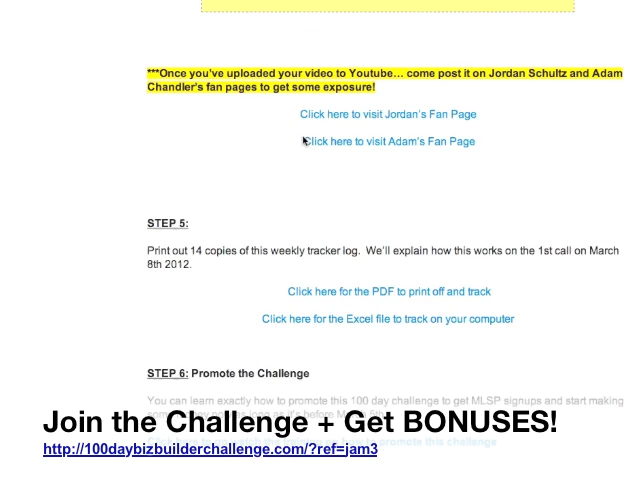 ***Once you've uploaded your video to Youtube… come post it on Jordan Schultz and Adam
Chandler's fan pages to get some exposure!
Click here to visit Jordan's Fan Page
Click here to visit Adam's Fan Page
STEP 5:
Print out 14 copies of this weekly tracker log. We'll explain how this works on the 1st call on March
8th 2012.
Click here for the PDF to print off and track
Click here for the Excel file to track on your computer
STEP 6: Promote the Challenge
You can learn exactly how to promote this 100 day challenge to get MLSP signups and start making
Join the Challenge + Get BONUSES!
promote this challenge
http://100daybizbuilderchallenge.com/?ref=jam3